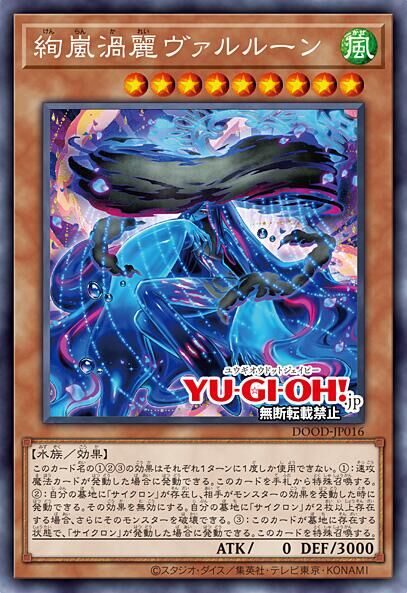 絢嵐渦麗ヴァルルーン
風
ユウギオウドットジェイピー
YU-GI-OH!.jp
無断転載禁止
DOOD-JP016
【水族／効果】
このカード名の①②③の効果はそれぞれ1ターンに1度しか使用できない。①：速攻
魔法カードが発動した場合に発動できる。このカードを手札から特殊召喚する。
②：自分の墓地に「サイクロン」が存在し、相手がモンスターの効果を発動した時に
発動できる。その効果を無効にする。自分の墓地に「サイクロン」が2枚以上存在
する場合、さらにそのモンスターを破壊できる。③：このカードが墓地に存在する
状態で、「サイクロン」が発動した場合に発動できる。このカードを特殊召喚する。
ATK/ 0 DEF/3000
©スタジオ・ダイス／集英社・テレビ東京・KONAMI